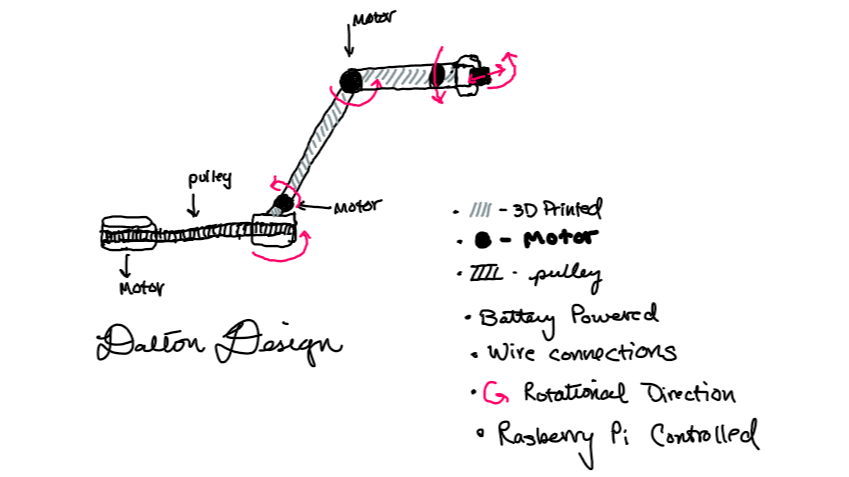 Motor
pulley
Motor
Motor
Dalton Design
- 3D Printed
- Motor
- pulley
Battery Powered
Wire connections
Rotational Direction
Rasberry Pi Controlled